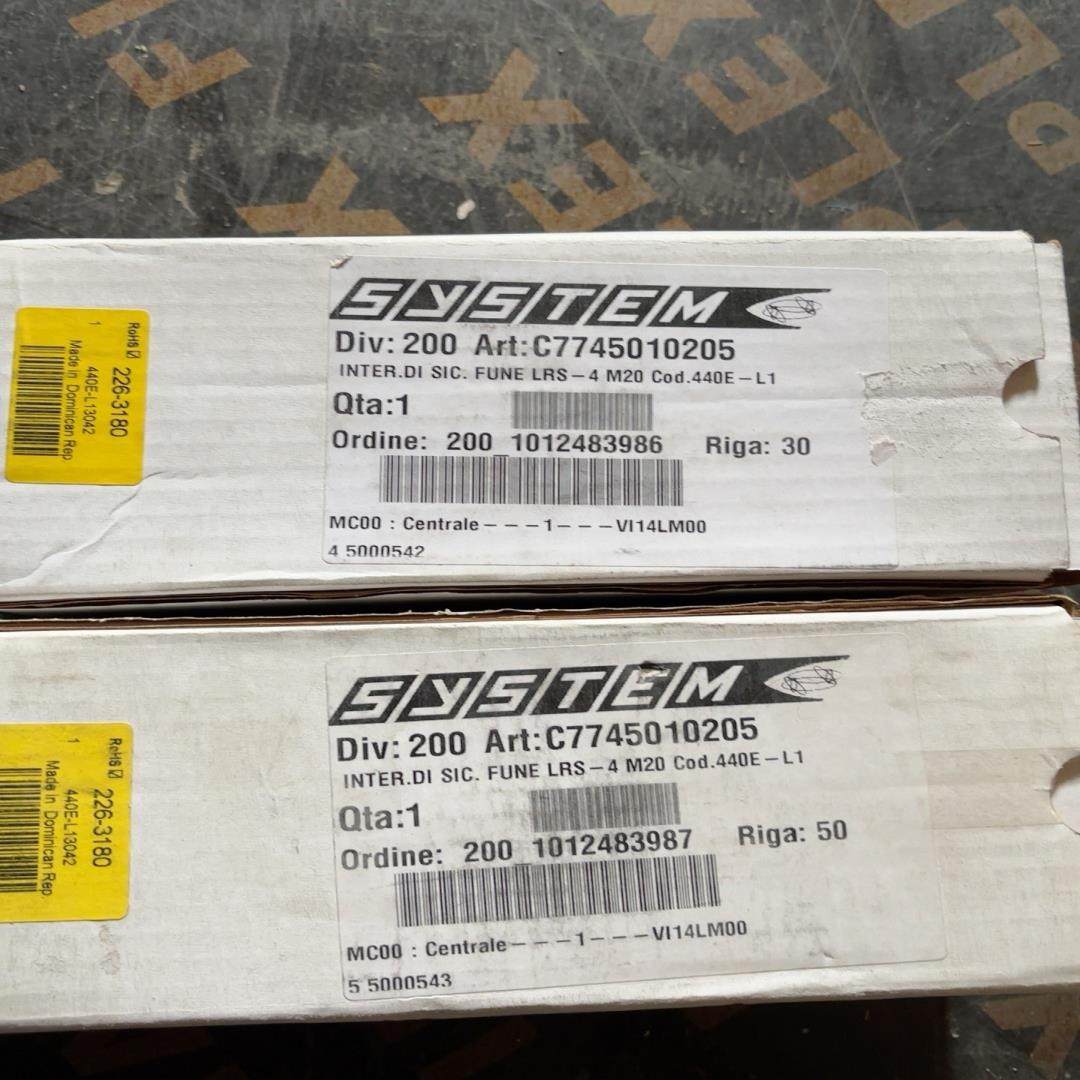 SYSTEM
Div: 200 Art:C7745010205
INTER.DI SIC. FUNE LRS-4 M20 Cod.440E-L1
Qta:1
Ordine: 200_1012483986 Riga: 30
MC00 : Centrale---1---VI14LM00
4 5000542
RoHS
226-3180
1
440E-L13042
Made in Dominican Rep.
SYSTEM
Div: 200 Art:C7745010205
INTER.DI SIC. FUNE LRS-4 M20 Cod.440E-L1
Qta:1
Ordine: 200_1012483987 Riga: 50
MC00 : Centrale---1---VI14LM00
5 5000543
RoHS
226-3180
1
440E-L13042
Made in Dominican Rep.